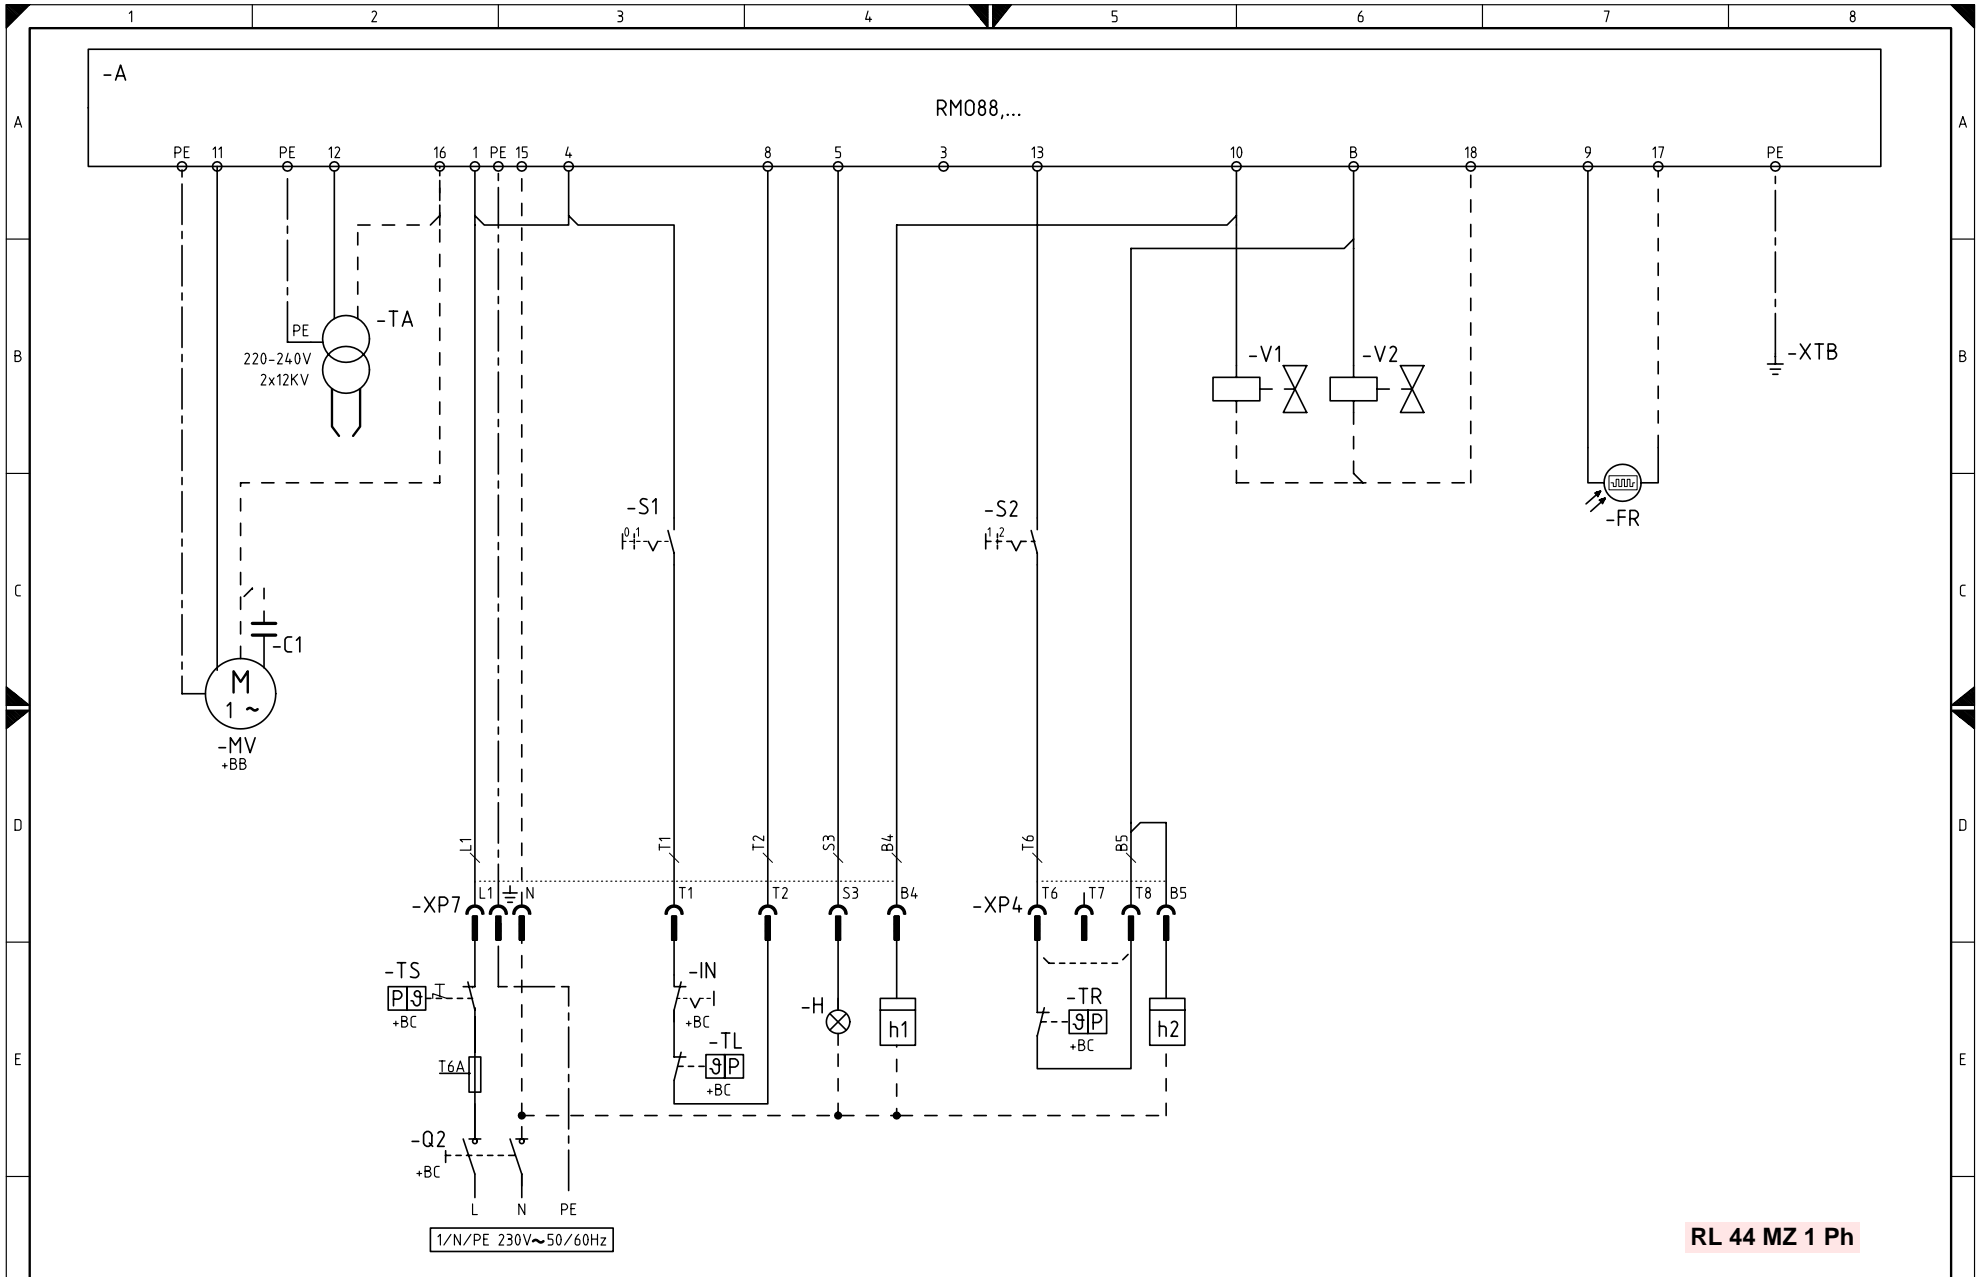 1 2 3 4 5 6 7 8
-A
RMO88,...
A A
PE 11 PE 12 16 1 PE 15 4 8 5 3 13 10 B 18 9 17 PE
-TA
PE
220-240V
2x12KV
B B
-V1 -V2
-XTB
-S1
0 1
-S2
1 2
-FR
C C
-C1
M
1 ~
-MV
+BB
D D
L1 T1 T2 S3 B4 T6 B5
-XP7 L1 N T1 T2 S3 B4 -XP4 T6 T7 T8 B5
-TS
P ϑ
+BC
-IN
+BC
-H
h1
-TR
ϑ P
+BC
h2
-TL
ϑ P
+BC
E E
T6A
-Q2
+BC
L N PE
1/N/PE 230V~50/60Hz
RL 44 MZ 1 Ph